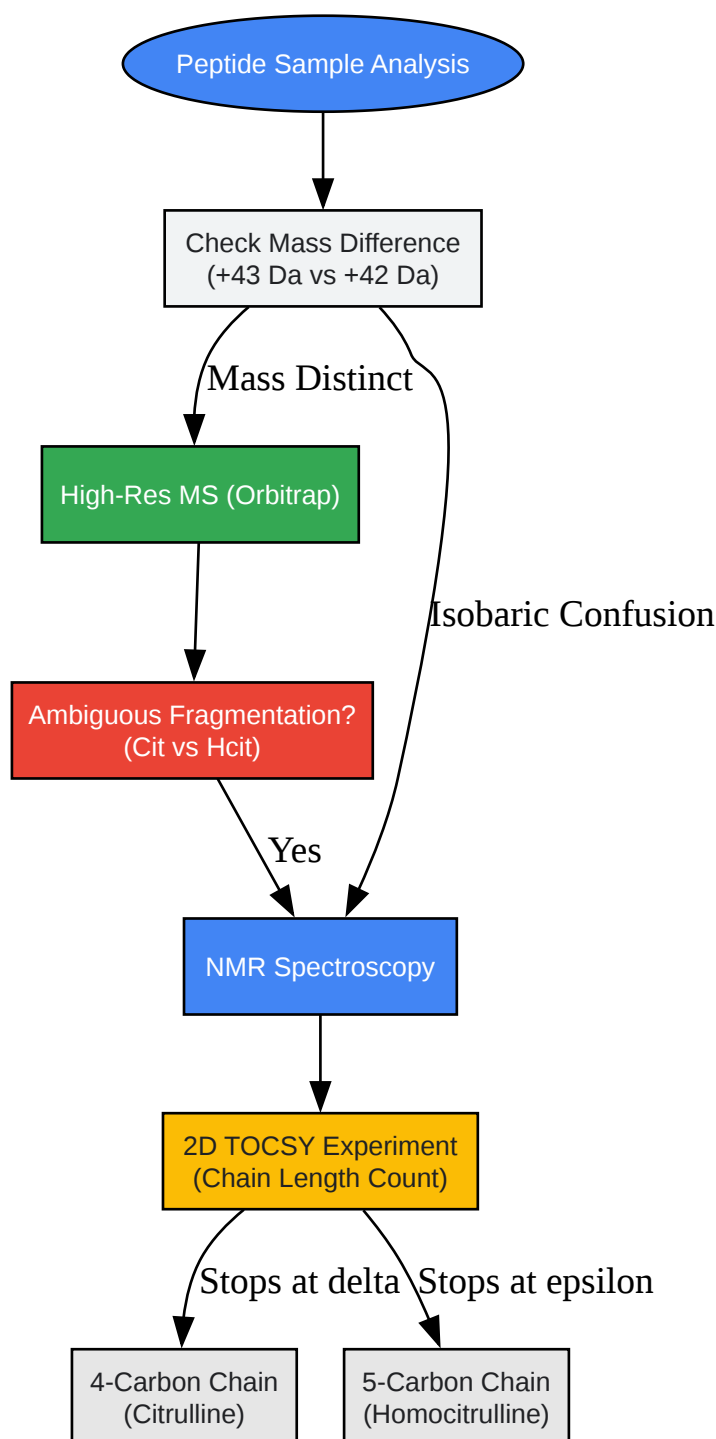 Peptide Sample Analysis
Check Mass Difference
(+43 Da vs +42 Da)
Mass Distinct
High-Res MS (Orbitrap)
Isobaric Confusion
Ambiguous Fragmentation?
(Cit vs Hcit)
Yes
NMR Spectroscopy
2D TOCSY Experiment
(Chain Length Count)
Stops at delta
Stops at epsilon
4-Carbon Chain
(Citrulline)
5-Carbon Chain
(Homocitrulline)